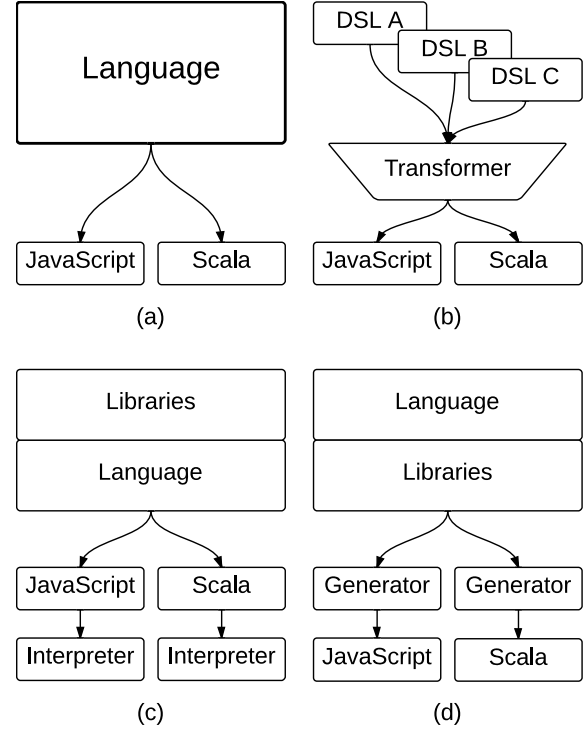 Language
JavaScript
Scala
(a)
DSL A
DSL B
DSL C
Transformer
JavaScript
Scala
(b)
Libraries
Language
JavaScript
Scala
Interpreter
Interpreter
(c)
Language
Libraries
Generator
Generator
JavaScript
Scala
(d)